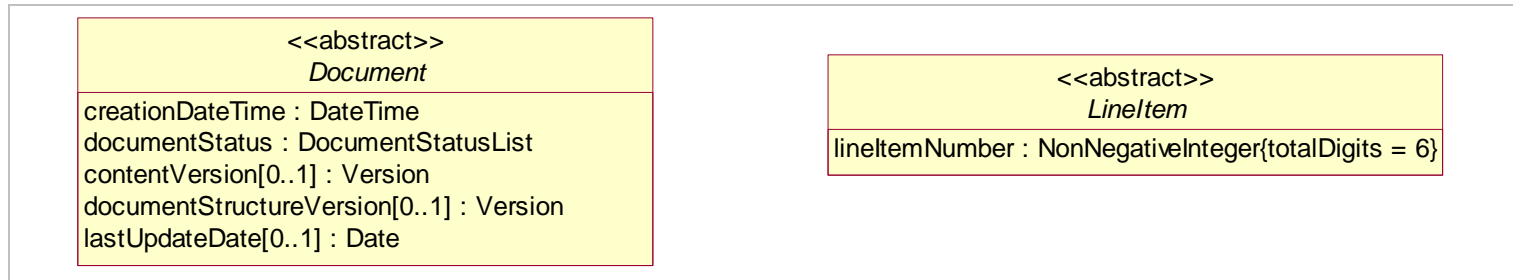 <<abstract>>
Document
creationDateTime : DateTime
documentStatus : DocumentStatusList
contentVersion[0..1] : Version
documentStructureVersion[0..1] : Version
lastUpdateDate[0..1] : Date
<<abstract>>
LineItem
lineItemNumber : NonNegativeInteger{totalDigits = 6}